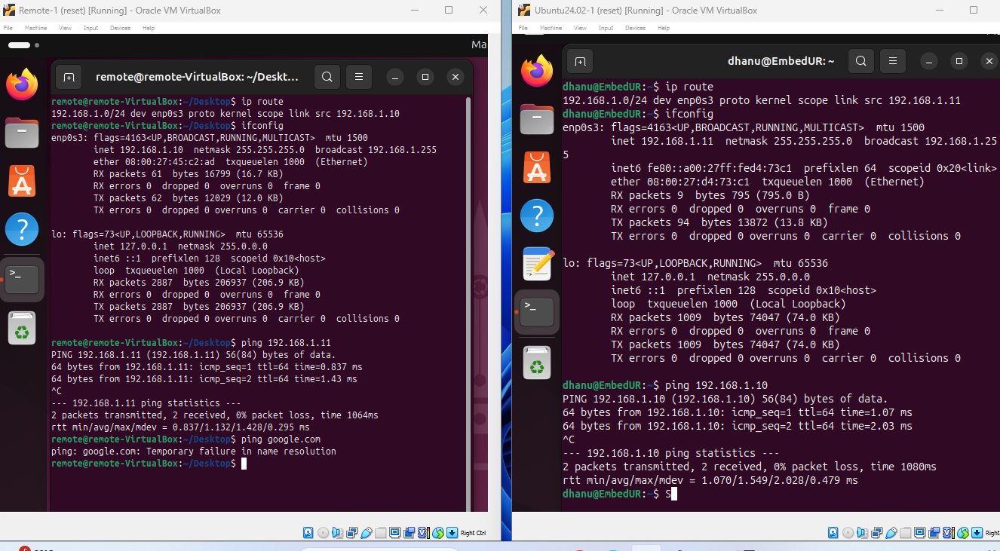 Remote-1 (reset) [Running] - Oracle VM VirtualBox
File Machine View Input Devices Help
Ma
remote@remote-VirtualBox: ~/Deskt...
remote@remote-VirtualBox:~/Desktop$ ip route
192.168.1.0/24 dev enp0s3 proto kernel scope link src 192.168.1.10
remote@remote-VirtualBox:~/Desktop$ ifconfig
enp0s3: flags=4163<UP,BROADCAST,RUNNING,MULTICAST>  mtu 1500
        inet 192.168.1.10  netmask 255.255.255.0  broadcast 192.168.1.255
        ether 08:00:27:45:c2:ad  txqueuelen 1000  (Ethernet)
        RX packets 61  bytes 16799 (16.7 KB)
        RX errors 0  dropped 0  overruns 0  frame 0
        TX packets 62  bytes 12029 (12.0 KB)
        TX errors 0  dropped 0 overruns 0  carrier 0  collisions 0
lo: flags=73<UP,LOOPBACK,RUNNING>  mtu 65536
        inet 127.0.0.1  netmask 255.0.0.0
        inet6 ::1  prefixlen 128  scopeid 0x10<host>
        loop  txqueuelen 1000  (Local Loopback)
        RX packets 2887  bytes 206937 (206.9 KB)
        RX errors 0  dropped 0  overruns 0  frame 0
        TX packets 2887  bytes 206937 (206.9 KB)
        TX errors 0  dropped 0 overruns 0  carrier 0  collisions 0
remote@remote-VirtualBox:~/Desktop$ ping 192.168.1.11
PING 192.168.1.11 (192.168.1.11) 56(84) bytes of data.
64 bytes from 192.168.1.11: icmp_seq=1 ttl=64 time=0.837 ms
64 bytes from 192.168.1.11: icmp_seq=2 ttl=64 time=1.43 ms
^C
--- 192.168.1.11 ping statistics ---
2 packets transmitted, 2 received, 0% packet loss, time 1064ms
rtt min/avg/max/mdev = 0.837/1.132/1.428/0.295 ms
remote@remote-VirtualBox:~/Desktop$ ping google.com
ping: google.com: Temporary failure in name resolution
remote@remote-VirtualBox:~/Desktop$
Right Ctrl
Ubuntu24.02-1 (reset) [Running] - Oracle VM VirtualBox
File Machine View Input Devices Help
dhanu@EmbedUR: ~
dhanu@EmbedUR:~$ ip route
192.168.1.0/24 dev enp0s3 proto kernel scope link src 192.168.1.11
dhanu@EmbedUR:~$ ifconfig
enp0s3: flags=4163<UP,BROADCAST,RUNNING,MULTICAST>  mtu 1500
        inet 192.168.1.11  netmask 255.255.255.0  broadcast 192.168.1.25
5
        inet6 fe80::a00:27ff:fed4:73c1  prefixlen 64  scopeid 0x20<link>
        ether 08:00:27:d4:73:c1  txqueuelen 1000  (Ethernet)
        RX packets 9  bytes 795 (795.0 B)
        RX errors 0  dropped 0  overruns 0  frame 0
        TX packets 94  bytes 13872 (13.8 KB)
        TX errors 0  dropped 0 overruns 0  carrier 0  collisions 0
lo: flags=73<UP,LOOPBACK,RUNNING>  mtu 65536
        inet 127.0.0.1  netmask 255.0.0.0
        inet6 ::1  prefixlen 128  scopeid 0x10<host>
        loop  txqueuelen 1000  (Local Loopback)
        RX packets 1009  bytes 74047 (74.0 KB)
        RX errors 0  dropped 0  overruns 0  frame 0
        TX packets 1009  bytes 74047 (74.0 KB)
        TX errors 0  dropped 0 overruns 0  carrier 0  collisions 0
dhanu@EmbedUR:~$ ping 192.168.1.10
PING 192.168.1.10 (192.168.1.10) 56(84) bytes of data.
64 bytes from 192.168.1.10: icmp_seq=1 ttl=64 time=1.07 ms
64 bytes from 192.168.1.10: icmp_seq=2 ttl=64 time=2.03 ms
^C
--- 192.168.1.10 ping statistics ---
2 packets transmitted, 2 received, 0% packet loss, time 1080ms
rtt min/avg/max/mdev = 1.070/1.549/2.028/0.479 ms
dhanu@EmbedUR:~$ S
Right